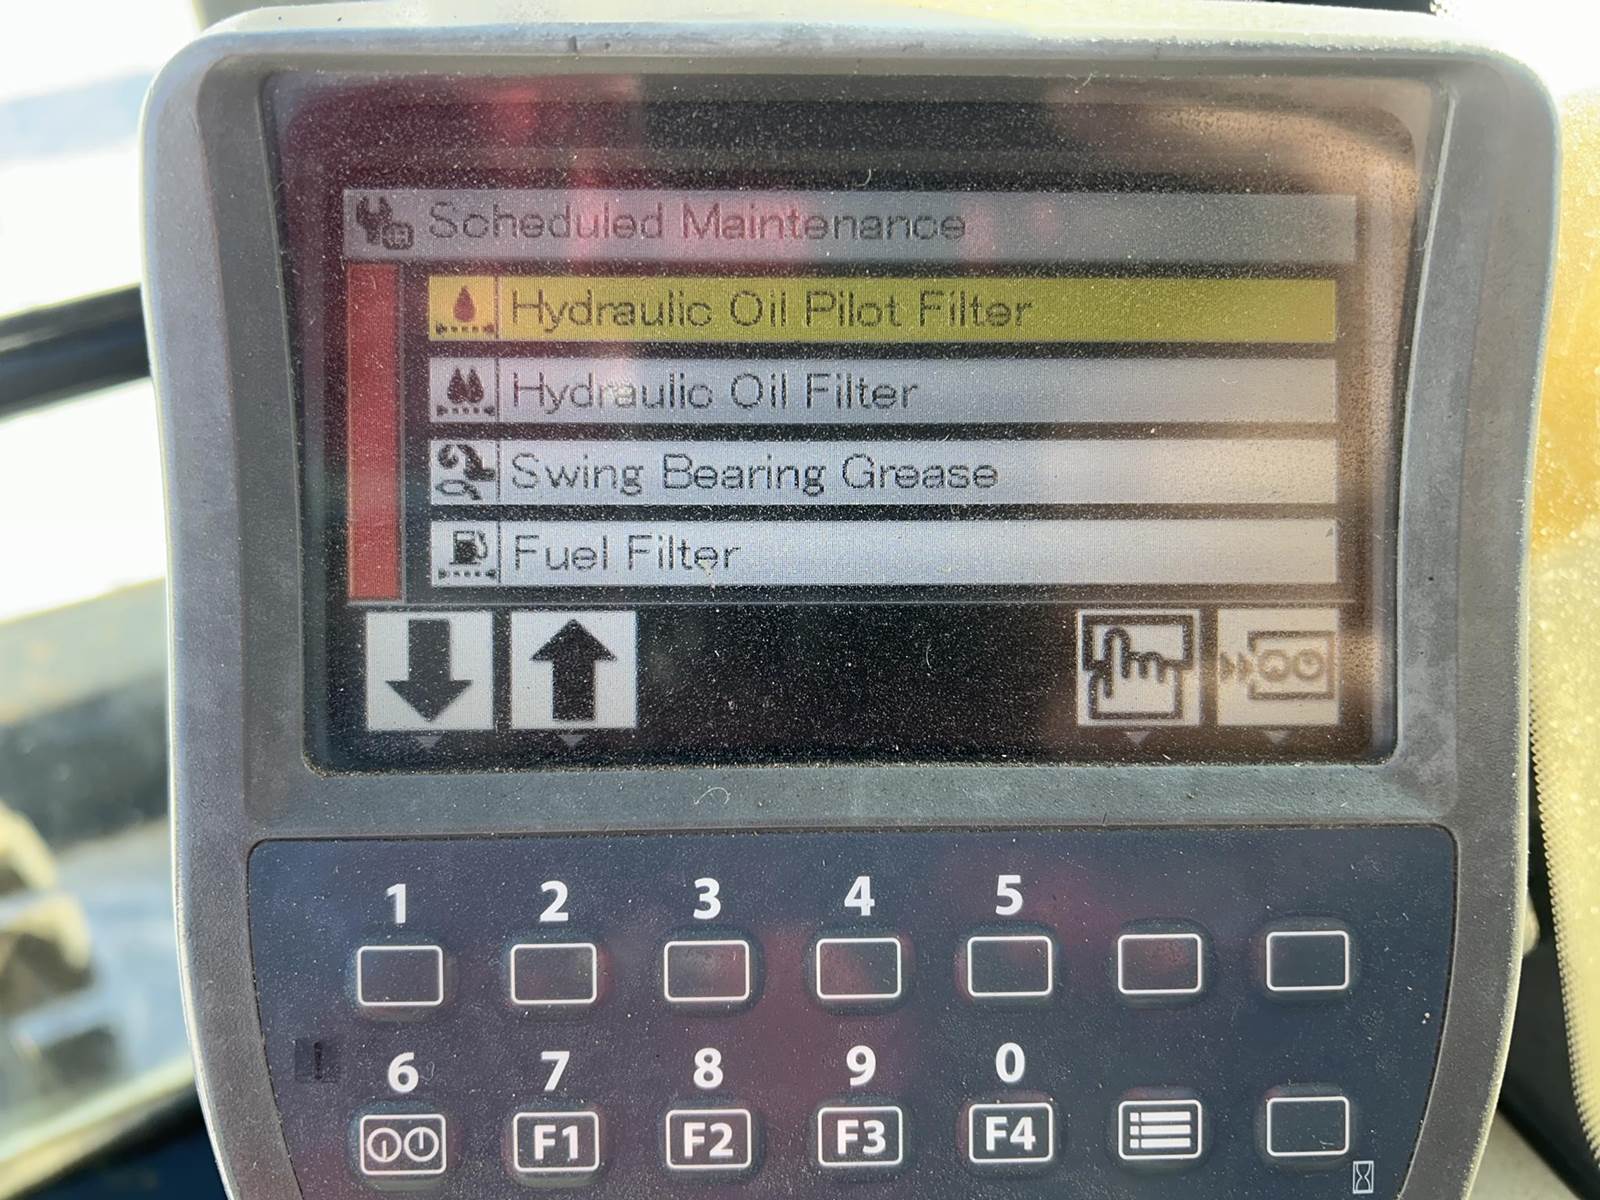 Scheduled Maintenance
Hydraulic Oil Pilot Filter
Hydraulic Oil Filter
Swing Bearing Grease
Fuel Filter
1 2 3 4 5
6 7 8 9 0
F1 F2 F3 F4